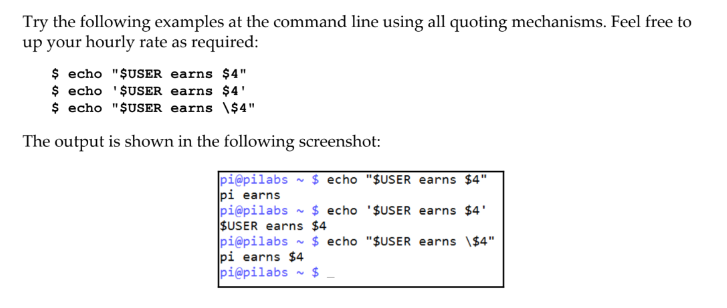 Try the following examples at the command line using all quoting mechanisms. Feel free to
up your hourly rate as required:
$ echo "$USER earns $4"
$ echo '$USER earns $4'
$ echo "$USER earns \$4"
The output is shown in the following screenshot:
pi@pilabs ~ $ echo "$USER earns $4"
pi earns
pi@pilabs ~ $ echo '$USER earns $4'
$USER earns $4
pi@pilabs ~ $ echo "$USER earns \$4"
pi earns $4
pi@pilabs ~ $ _